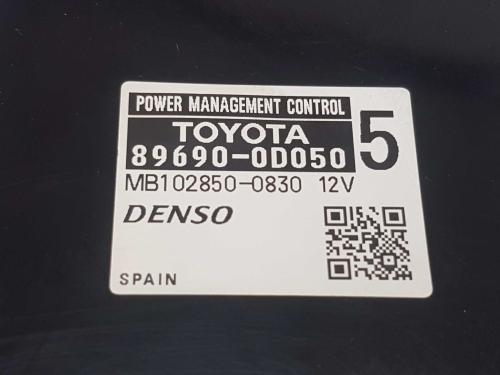 POWER MANAGEMENT CONTROL
TOYOTA
89690-0D050 5
MB102850-0830 12V
DENSO
SPAIN